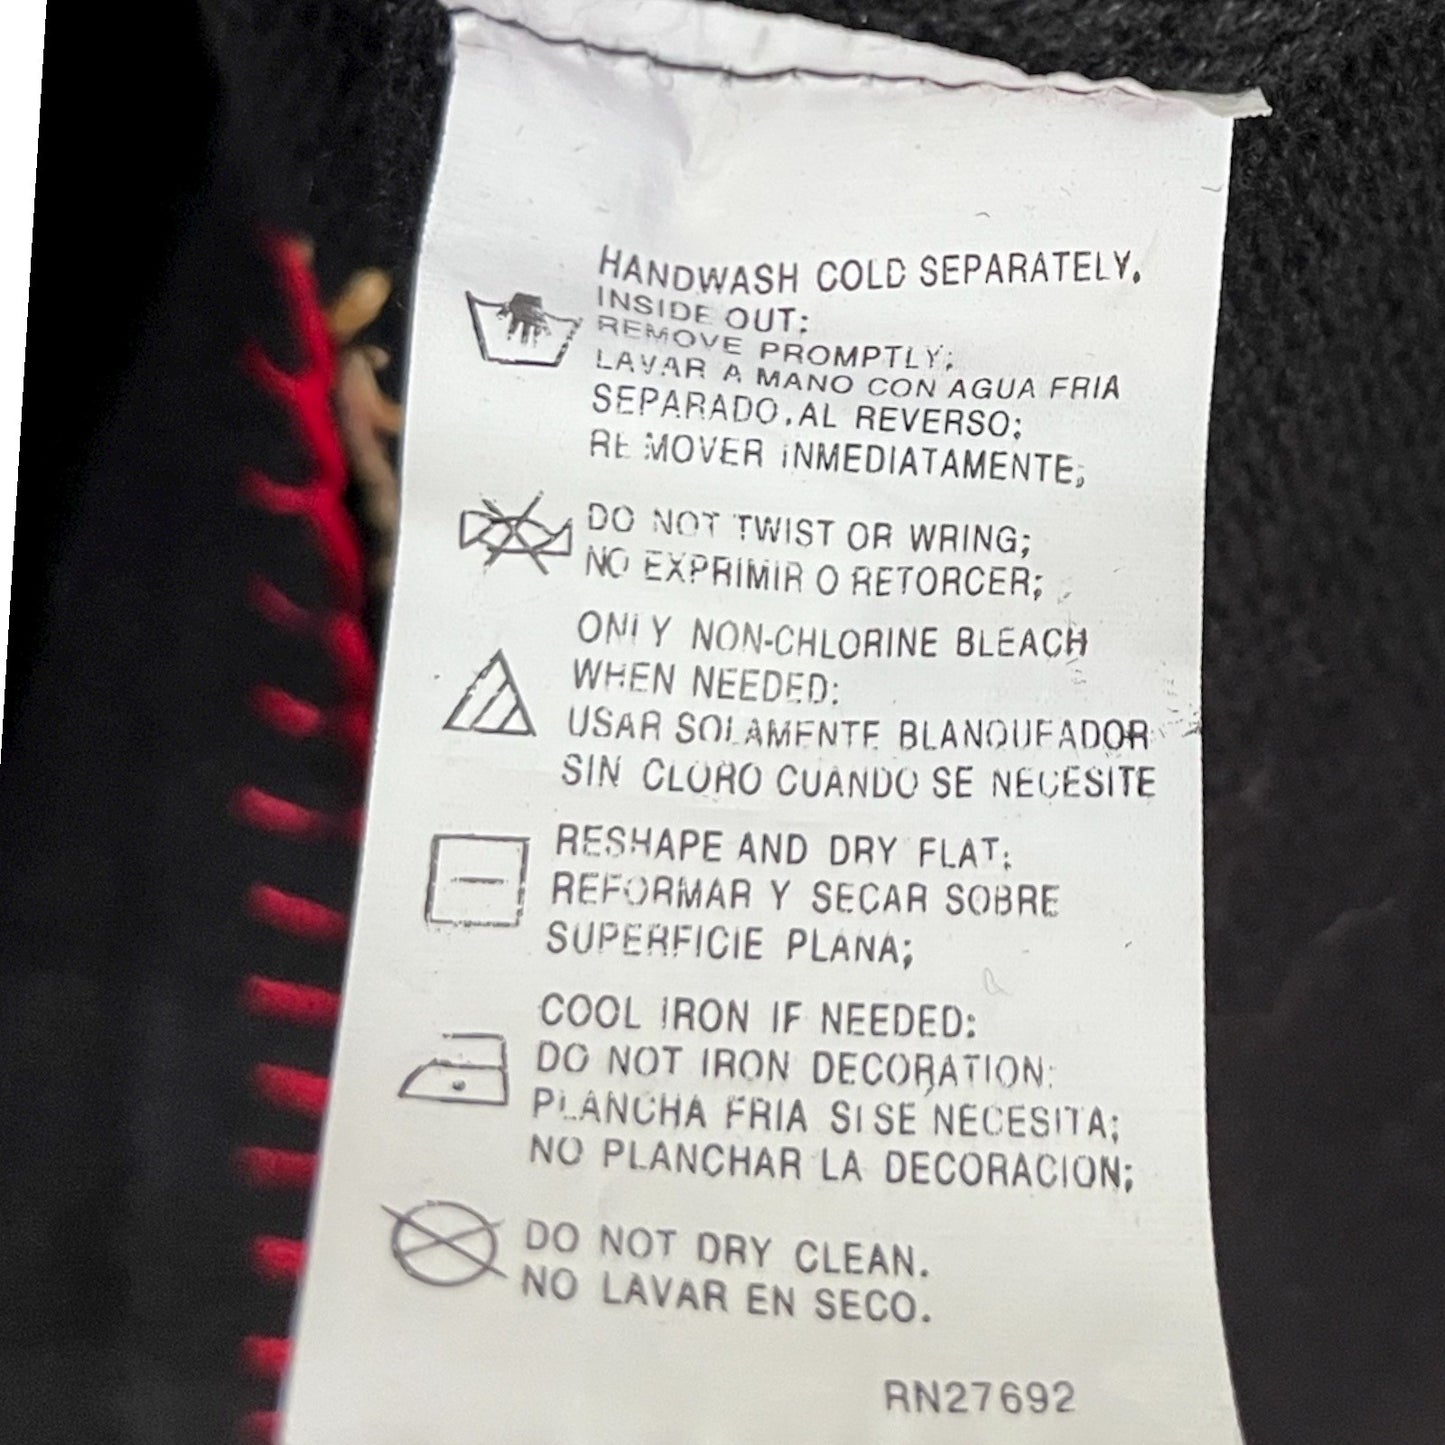 HANDWASH COLD SEPARATELY.
INSIDE OUT:
REMOVE PROMPTLY;
LAVAR A MANO CON AGUA FRIA
SEPARADO.AL REVERSO;
REMOVER INMEDIATAMENTE;
DO NOT TWIST OR WRING;
NO EXPRIMIR O RETORCER;
ONLY NON-CHLORINE BLEACH
WHEN NEEDED:
USAR SOLAMENTE BLANQUEADOR
SIN CLORO CUANDO SE NECESITE
RESHAPE AND DRY FLAT;
REFORMAR Y SECAR SOBRE
SUPERFICIE PLANA;
COOL IRON IF NEEDED:
DO NOT IRON DECORATION:
PLANCHA FRIA SI SE NECESITA;
NO PLANCHAR LA DECORACION;
DO NOT DRY CLEAN.
NO LAVAR EN SECO.
RN27692